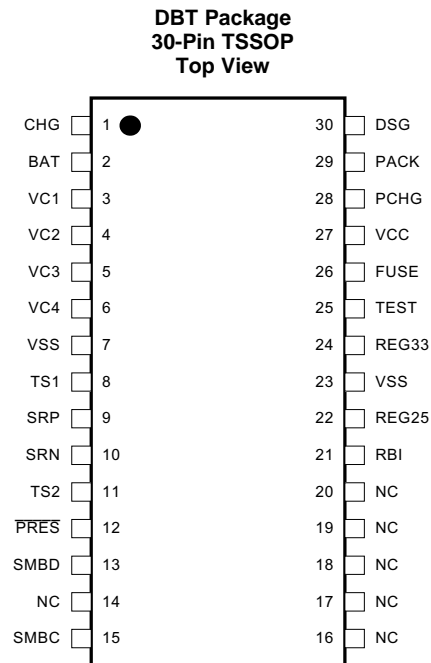 DBT Package
30-Pin TSSOP
Top View
CHG 1 30 DSG
BAT 2 29 PACK
VC1 3 28 PCHG
VC2 4 27 VCC
VC3 5 26 FUSE
VC4 6 25 TEST
VSS 7 24 REG33
TS1 8 23 VSS
SRP 9 22 REG25
SRN 10 21 RBI
TS2 11 20 NC
PRES 12 19 NC
SMBD 13 18 NC
NC 14 17 NC
SMBC 15 16 NC